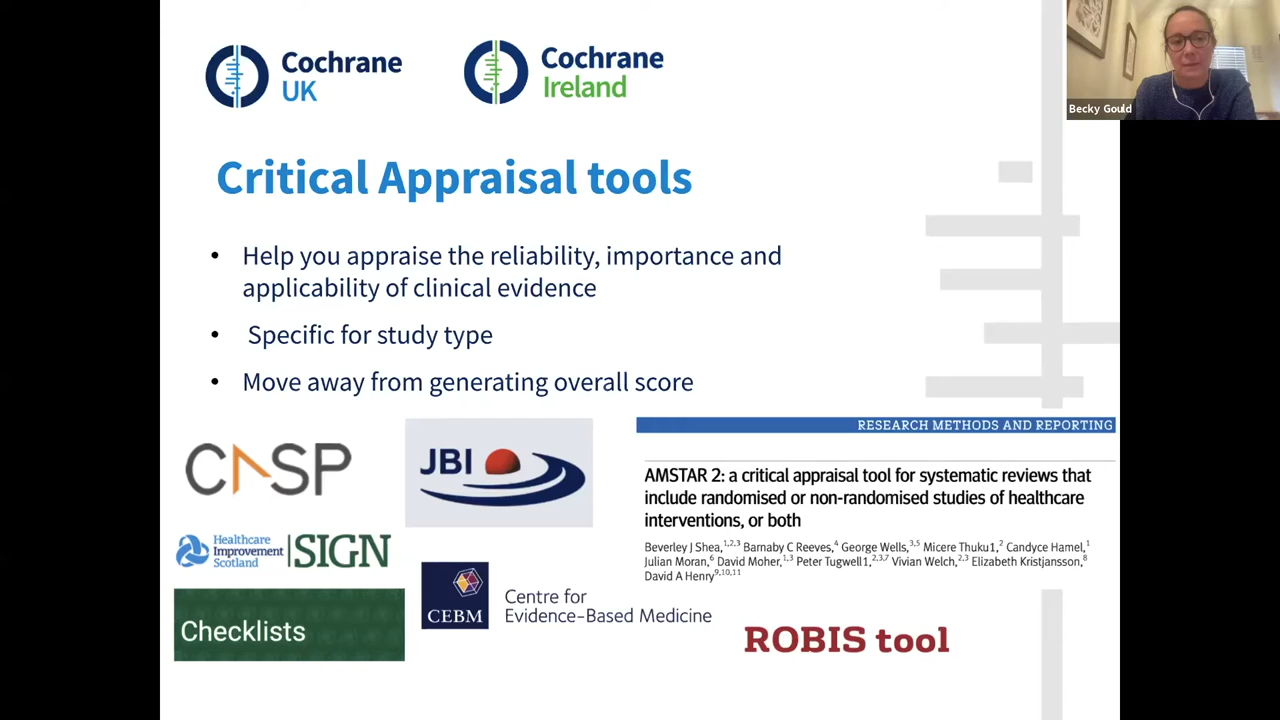 Cochrane
UK
Cochrane
Ireland
Becky Gould
Critical Appraisal tools
• Help you appraise the reliability, importance and
applicability of clinical evidence
• Specific for study type
• Move away from generating overall score
CASP
JBI
Healthcare
Improvement
Scotland
SIGN
Checklists
CEBM
Centre for
Evidence-Based Medicine
RESEARCH METHODS AND REPORTING
AMSTAR 2: a critical appraisal tool for systematic reviews that
include randomised or non-randomised studies of healthcare
interventions, or both
Beverley J Shea,1,2,3 Barnaby C Reeves,4 George Wells,3,5 Micere Thuku1,2 Candyce Hamel,1
Julian Moran,6 David Moher,1,3 Peter Tugwell1,2,3,7 Vivian Welch,2,3 Elizabeth Kristjansson,8
David A Henry9,10,11
ROBIS tool